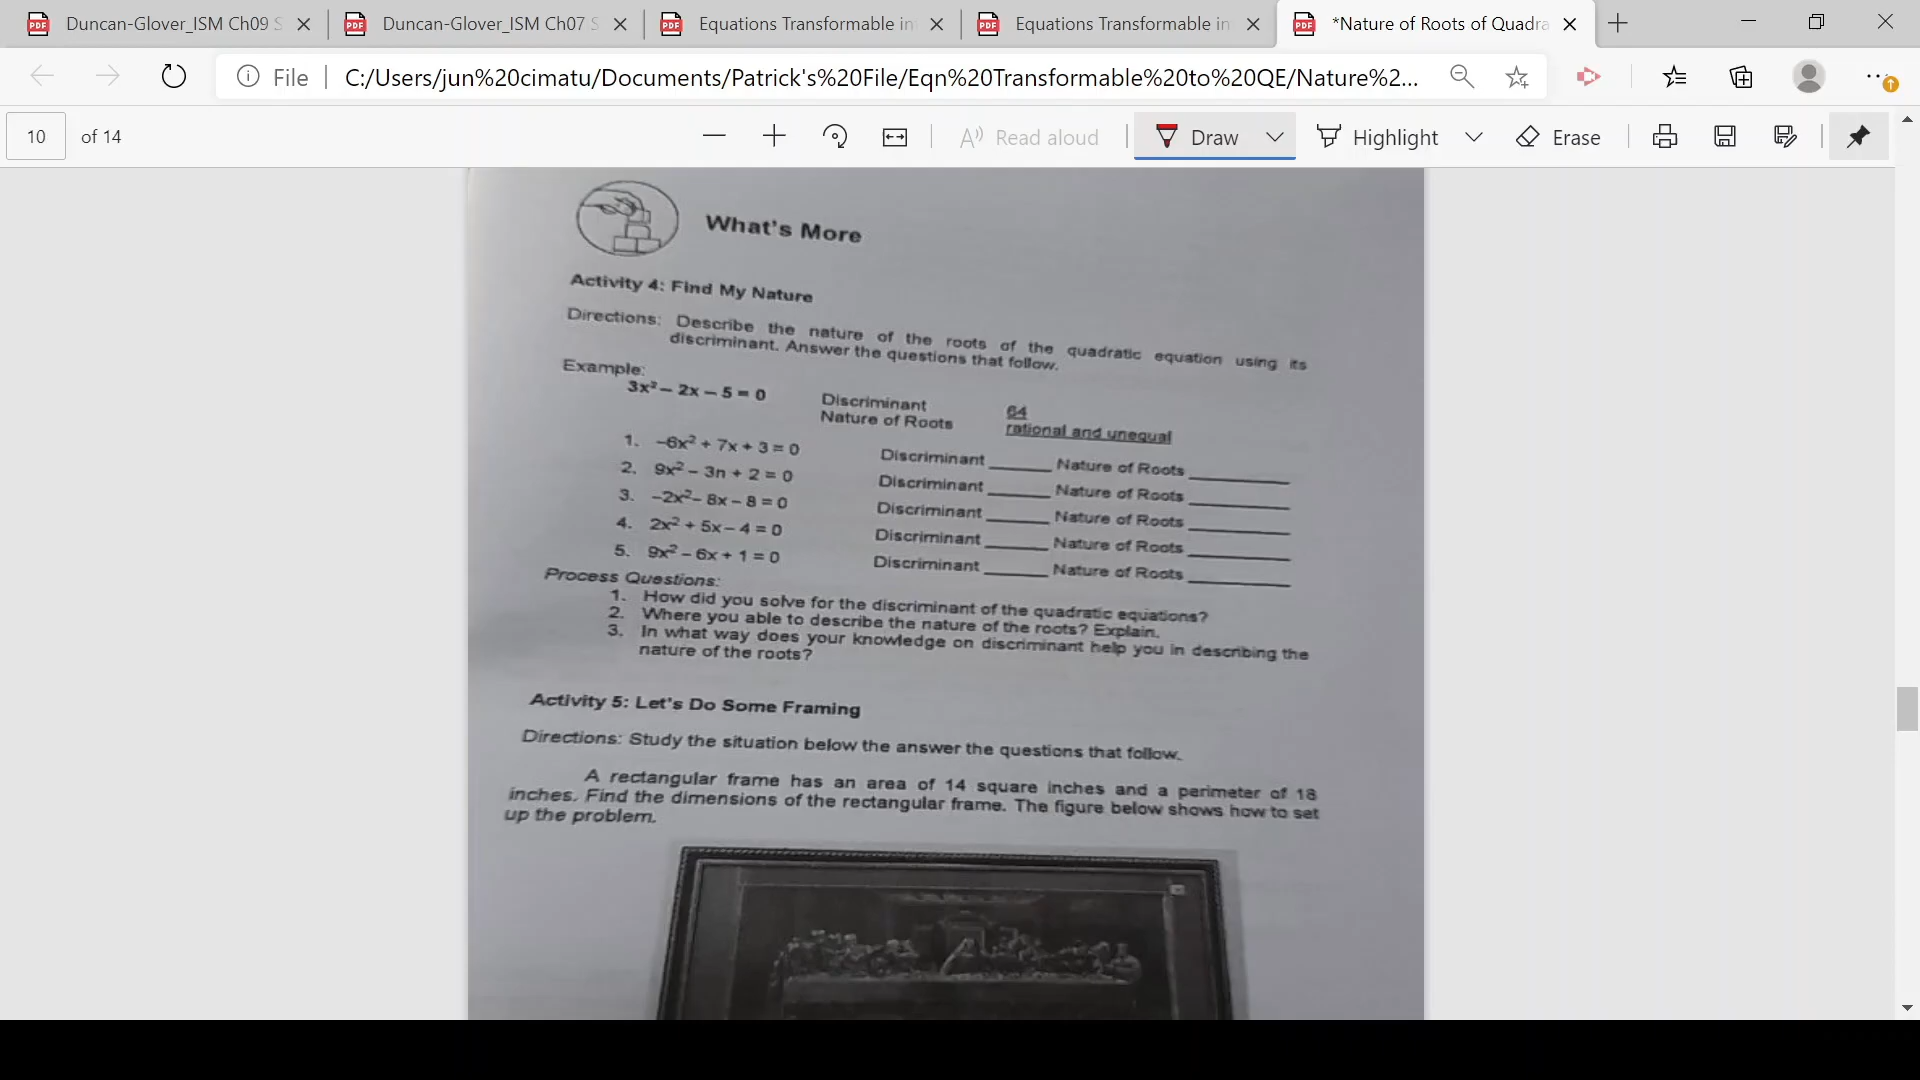 Duncan-Glover_ISM Ch09 S
Duncan-Glover_ISM Ch07 S
Equations Transformable in
Equations Transformable in
*Nature of Roots of Quadra
File
C:/Users/jun%20cimatu/Documents/Patrick's%20File/Eqn%20Transformable%20to%20QE/Nature%2...
10 of 14
Read aloud
Draw
Highlight
Erase
What's More
Activity 4: Find My Nature
Directions: Describe the nature of the roots of the quadratic equation using its
discriminant. Answer the questions that follow.
Example:
3x² – 2x – 5 = 0 Discriminant 64
Nature of Roots rational and unequal
1. –6x² + 7x + 3 = 0 Discriminant ______ Nature of Roots __________
2. 9x² – 3n + 2 = 0 Discriminant ______ Nature of Roots __________
3. –2x² – 8x – 8 = 0 Discriminant ______ Nature of Roots __________
4. 2x² + 5x – 4 = 0 Discriminant ______ Nature of Roots __________
5. 9x² – 6x + 1 = 0 Discriminant ______ Nature of Roots __________
Process Questions:
1. How did you solve for the discriminant of the quadratic equations?
2. Where you able to describe the nature of the roots? Explain.
3. In what way does your knowledge on discriminant help you in describing the
nature of the roots?
Activity 5: Let's Do Some Framing
Directions: Study the situation below the answer the questions that follow.
A rectangular frame has an area of 14 square inches and a perimeter of 18
inches. Find the dimensions of the rectangular frame. The figure below shows how to set
up the problem.